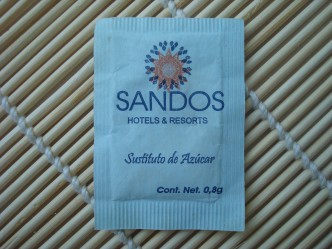 SANDOS
HOTELS & RESORTS
Sustituto de Azúcar
Cont. Net. 0,8g